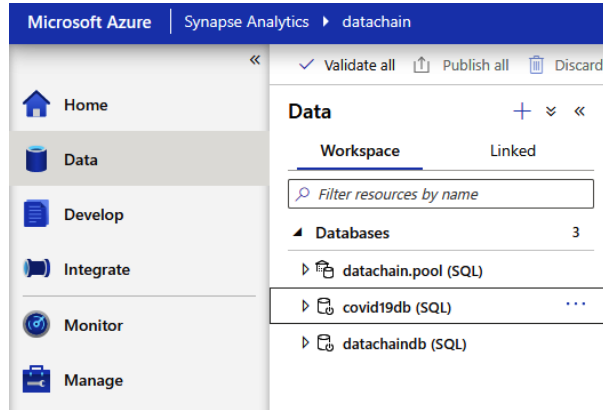 Microsoft Azure Synapse Analytics datachain
Validate all Publish all Discard
Home
Data
Develop
Integrate
Monitor
Manage
Data
Workspace Linked
Filter resources by name
Databases 3
datachain.pool (SQL)
covid19db (SQL)
datachaindb (SQL)